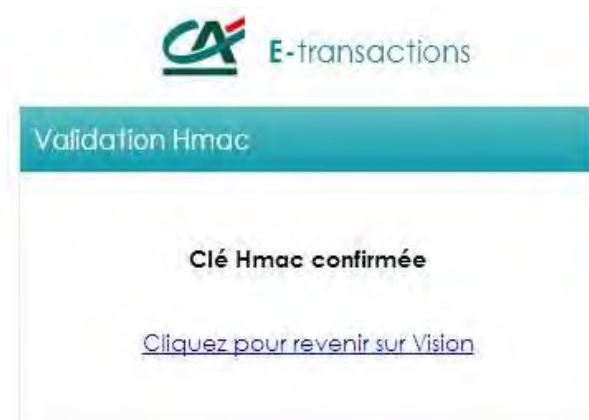 CA E-transactions
Validation Hmac
Clé Hmac confirmée
Cliquez pour revenir sur Vision